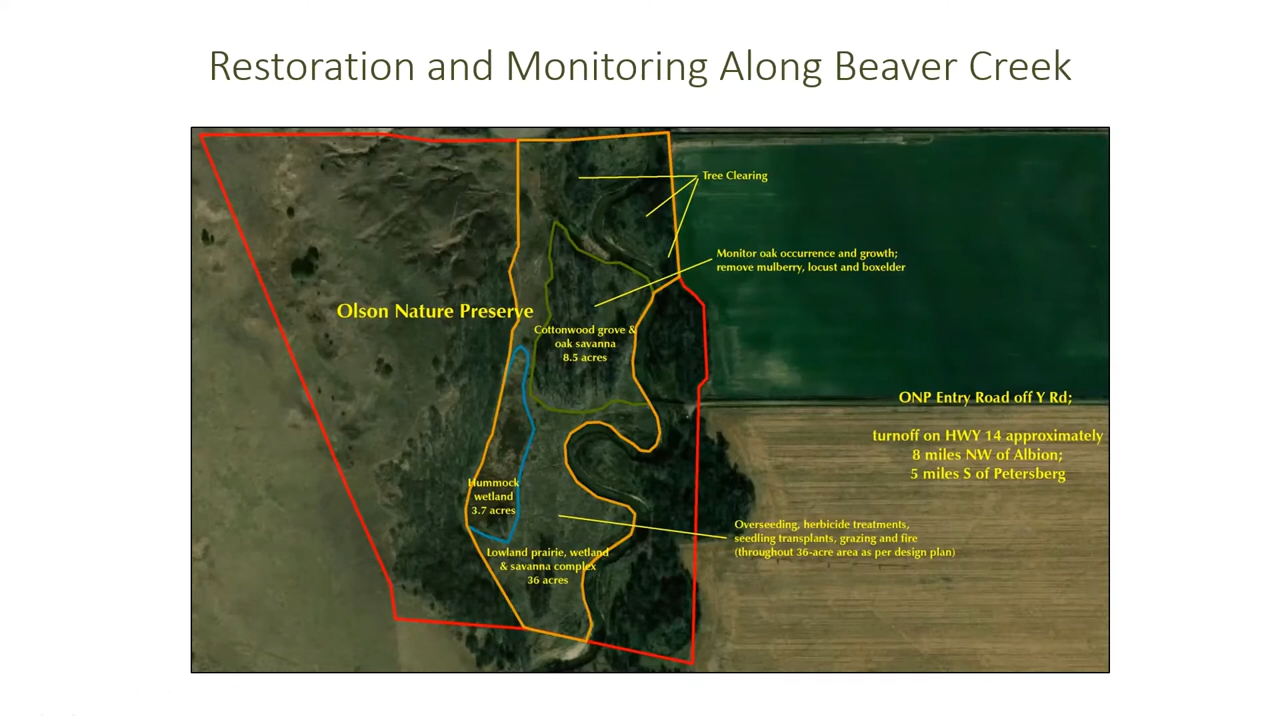 Restoration and Monitoring Along Beaver Creek
Tree Clearing
Monitor oak occurrence and growth;
remove mulberry, locust and boxelder
Olson Nature Preserve
Cottonwood grove &
oak savanna
8.5 acres
ONP Entry Road off Y Rd;
turnoff on HWY 14 approximately
8 miles NW of Albion;
5 miles S of Petersberg
Hummock
wetland
3.7 acres
Overseeding, herbicide treatments,
seedling transplants, grazing and fire
(throughout 36-acre area as per design plan)
Lowland prairie, wetland
& savanna complex
36 acres